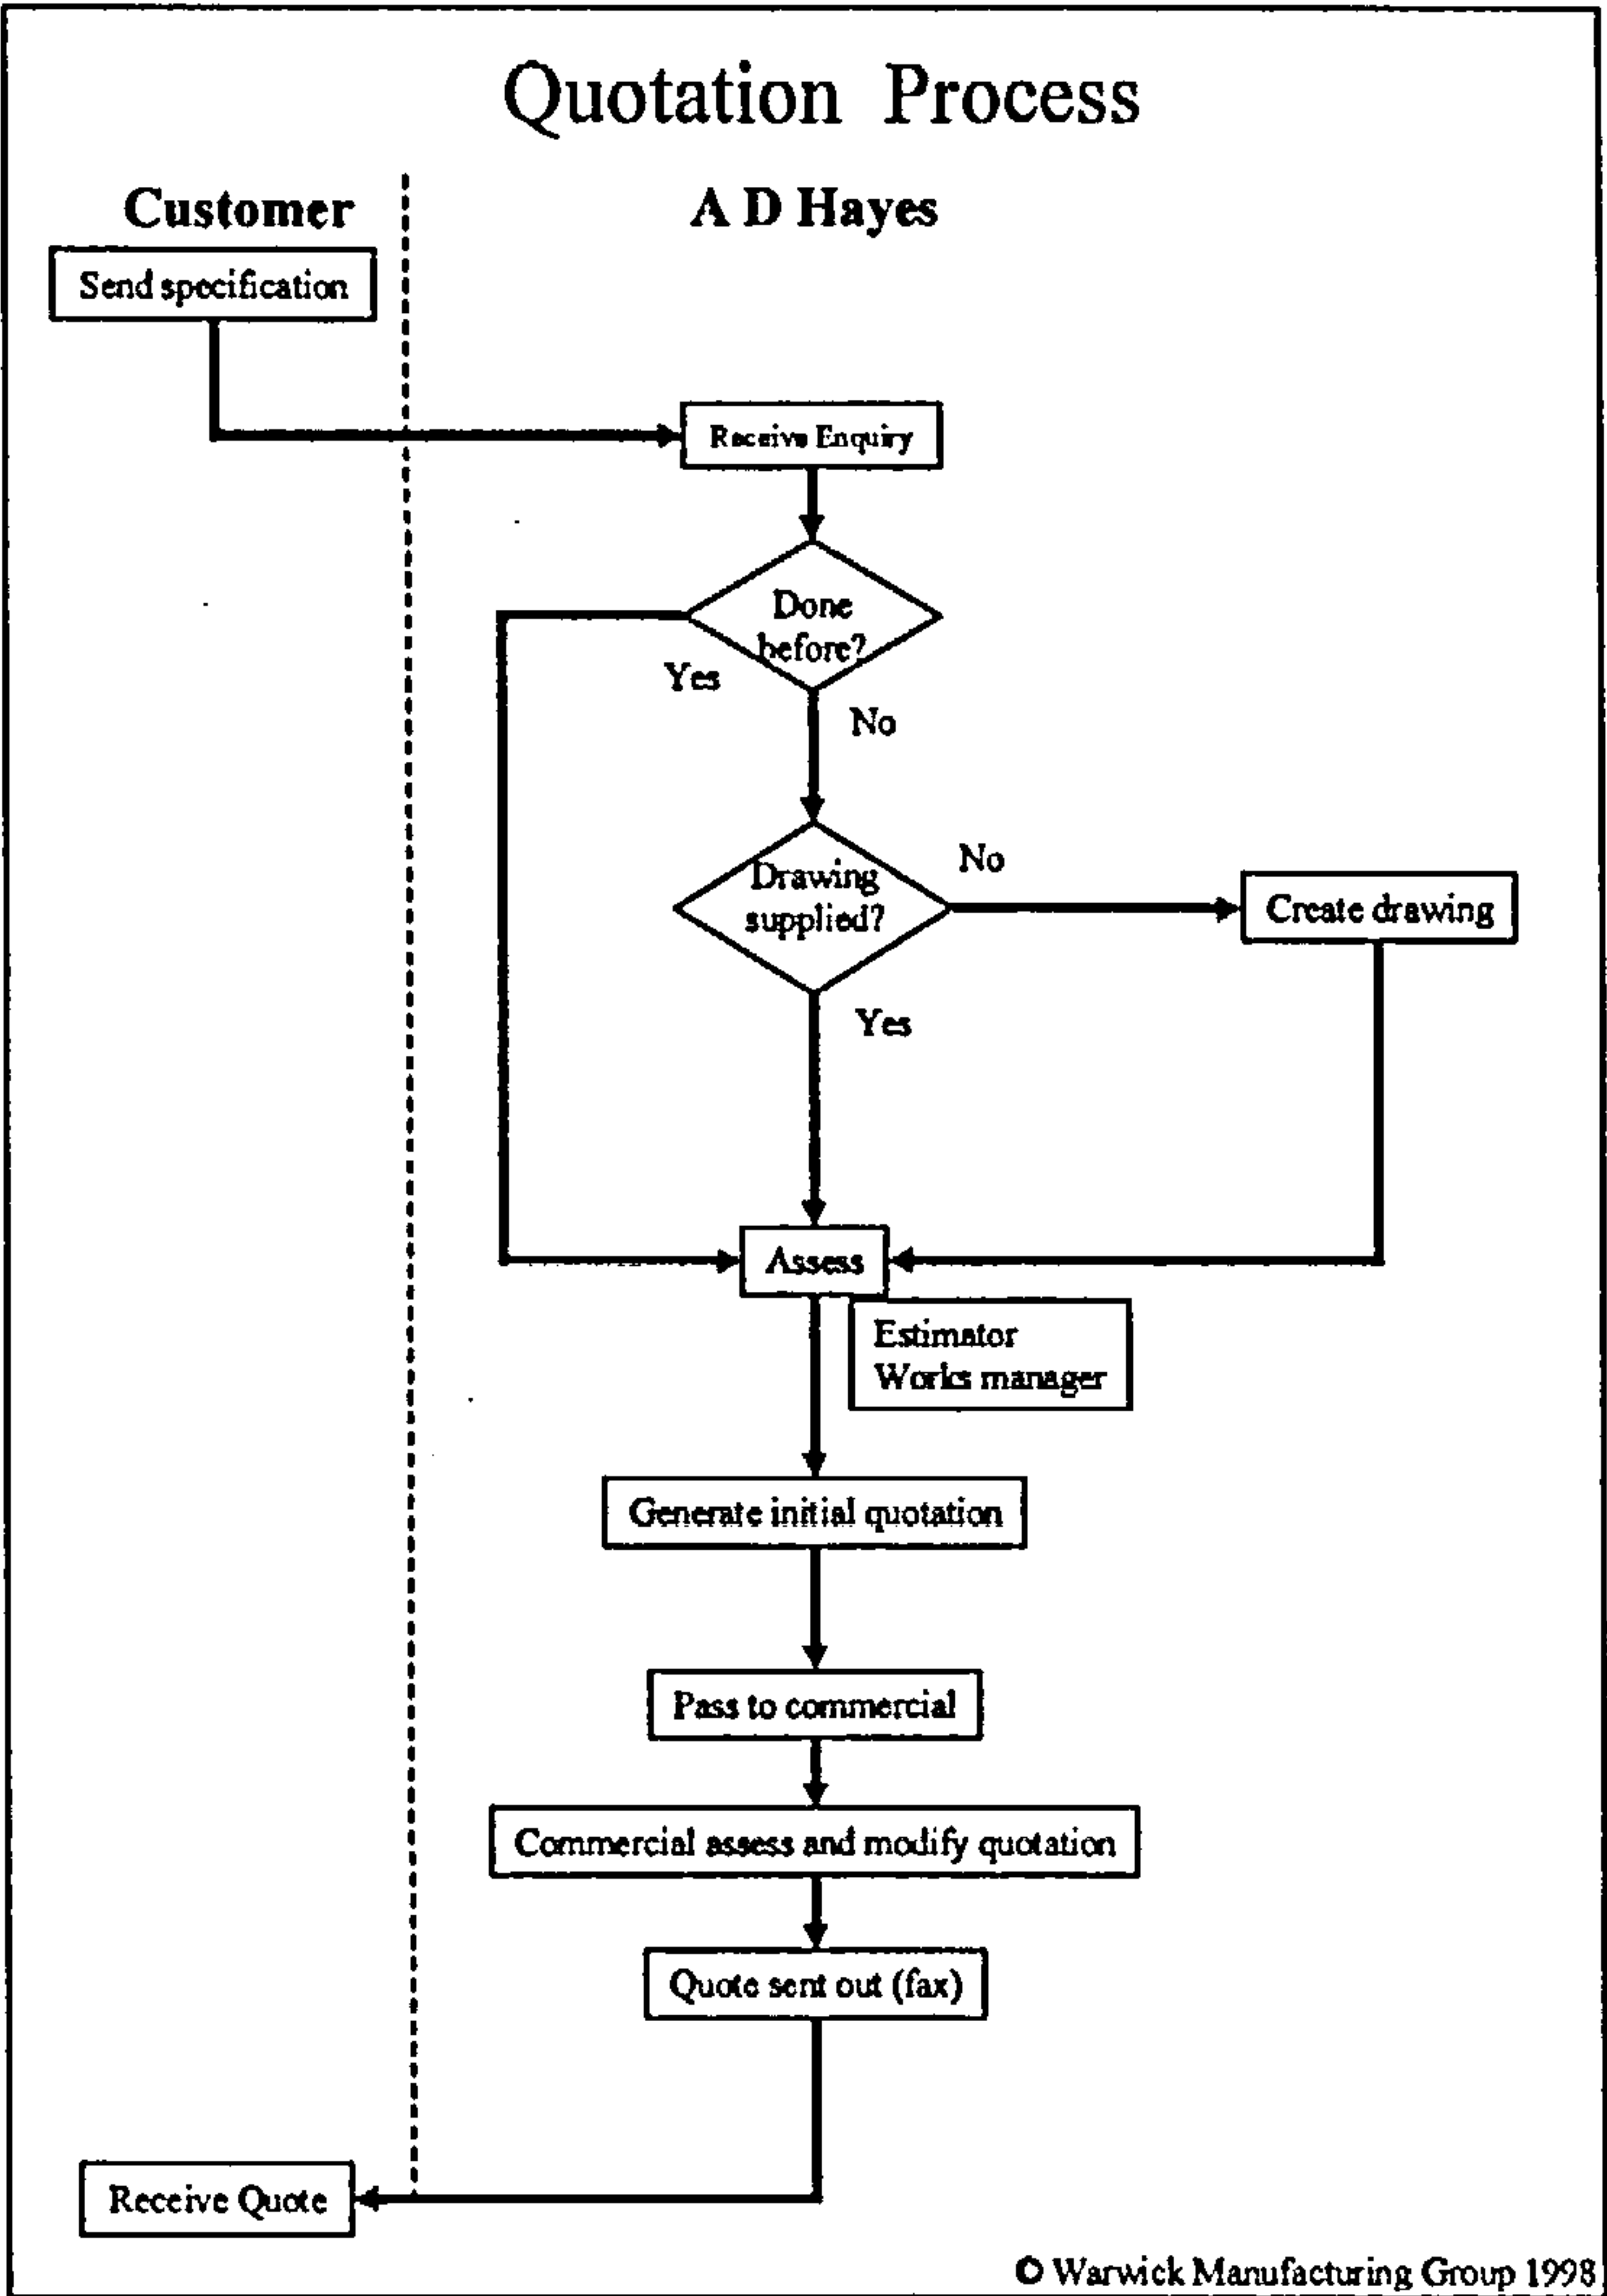 Quotation Process
Customer
A D Hayes
Send specification
Receive Enquiry
Done
before?
Yes
No
Drawing
supplied?
No
Create drawing
Yes
Assess
Estimator
Works manager
Generate initial quotation
Pass to commercial
Commercial assess and modify quotation
Quote sent out (fax)
Receive Quote
© Warwick Manufacturing Group 1998